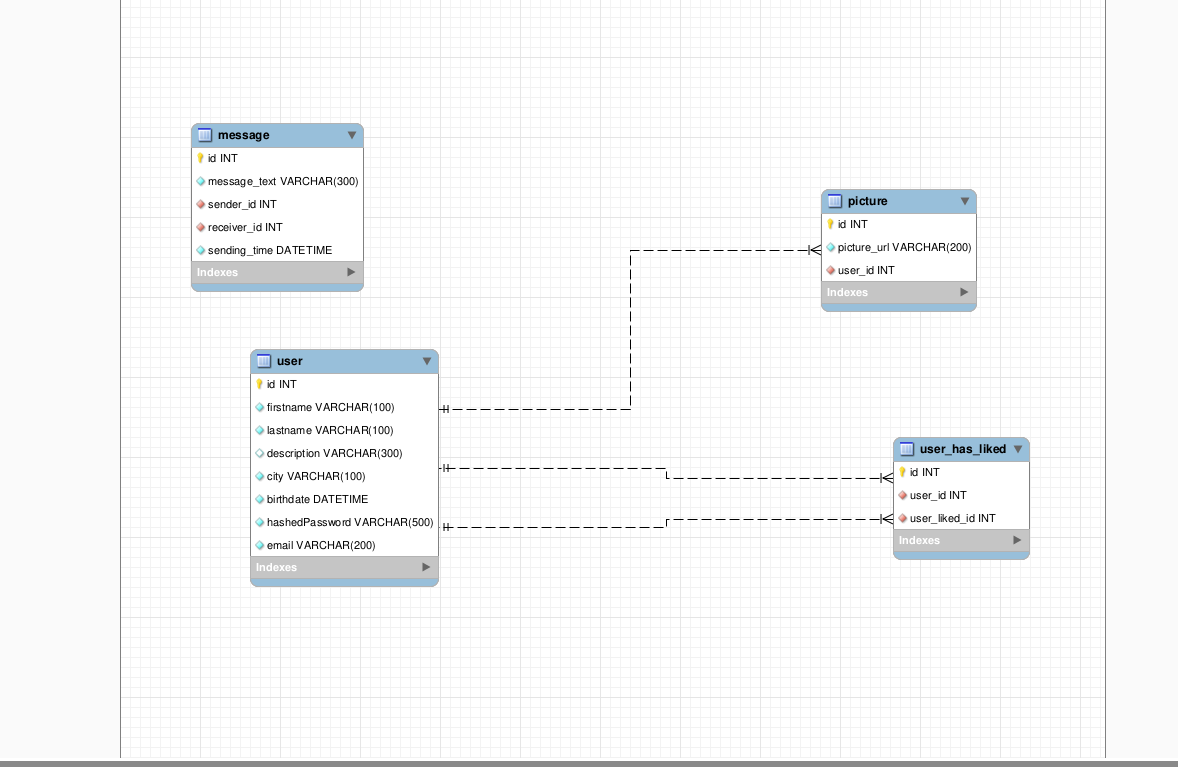 message
id INT
message_text VARCHAR(300)
sender_id INT
receiver_id INT
sending_time DATETIME
Indexes
picture
id INT
picture_url VARCHAR(200)
user_id INT
Indexes
user
id INT
firstname VARCHAR(100)
lastname VARCHAR(100)
description VARCHAR(300)
city VARCHAR(100)
birthdate DATETIME
hashedPassword VARCHAR(500)
email VARCHAR(200)
Indexes
user_has_liked
id INT
user_id INT
user_liked_id INT
Indexes